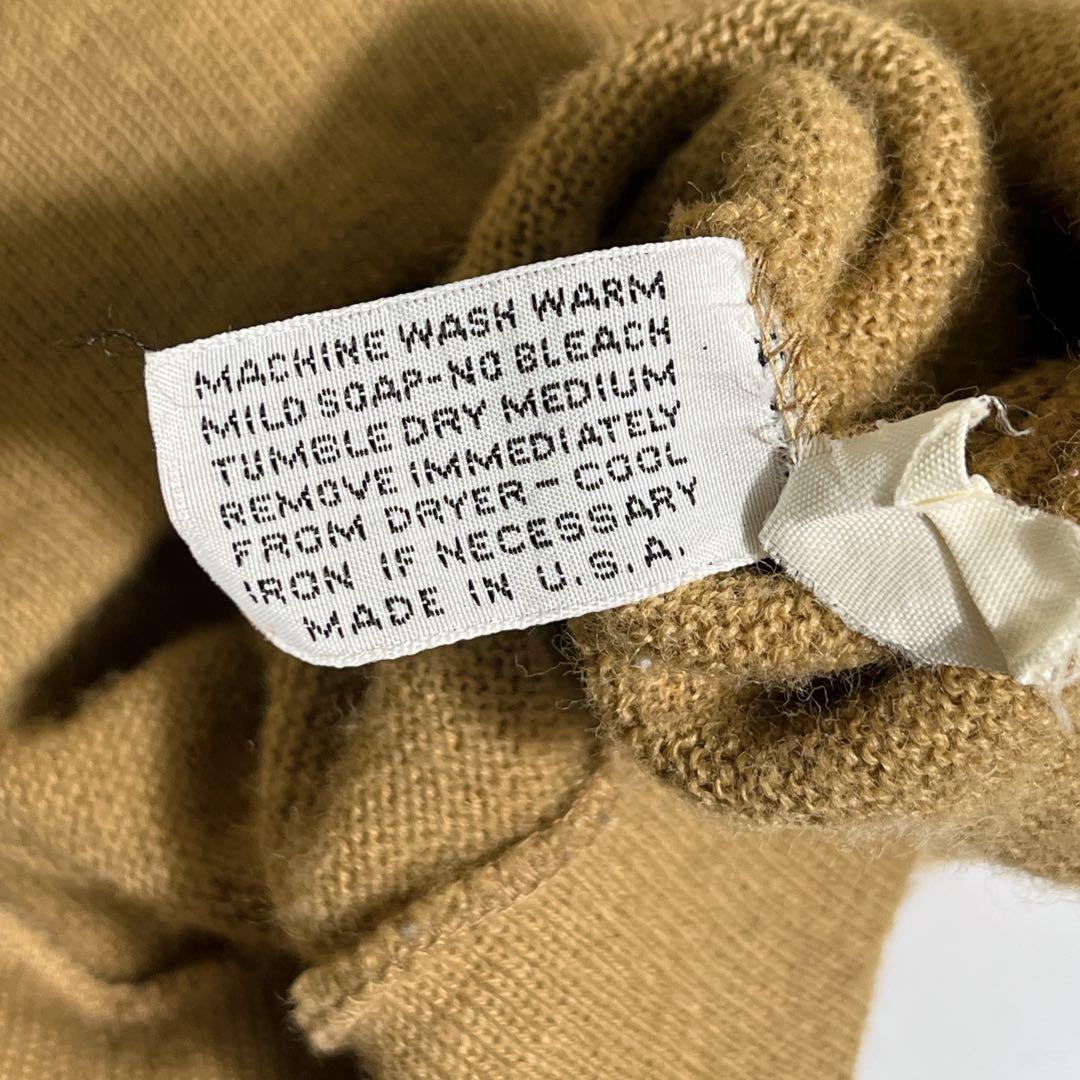 MACHINE WASH WARM
MILD SOAP-NO BLEACH
TUMBLE DRY MEDIUM
REMOVE IMMEDIATELY
FROM DRYER- COOL
IRON IF NECESSARY
MADE IN U.S.A.